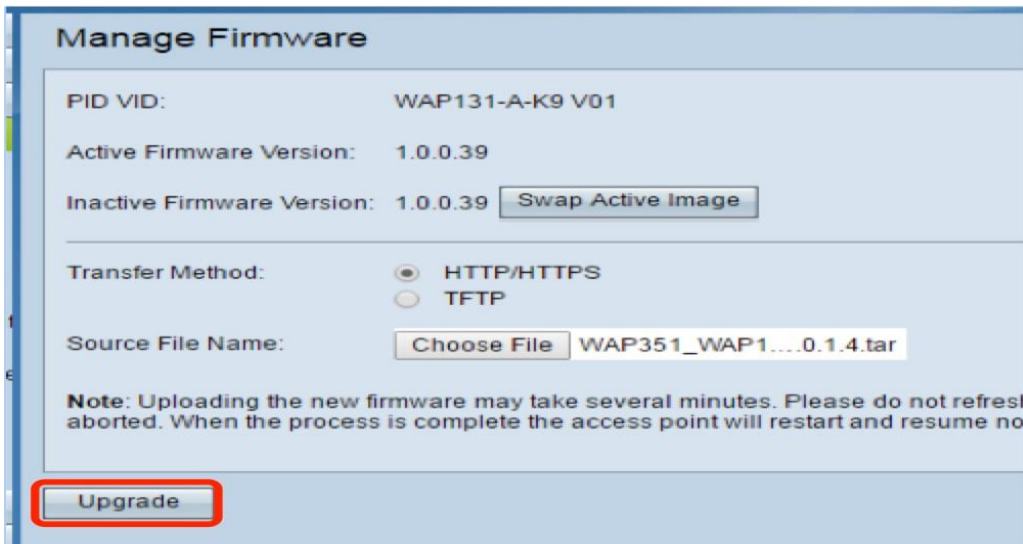 Manage Firmware
PID VID: WAP131-A-K9 V01
Active Firmware Version: 1.0.0.39
Inactive Firmware Version: 1.0.0.39 Swap Active Image
Transfer Method: HTTP/HTTPS
TFTP
Source File Name: Choose File WAP351_WAP1....0.1.4.tar
Note: Uploading the new firmware may take several minutes. Please do not refresh
aborted. When the process is complete the access point will restart and resume no
Upgrade